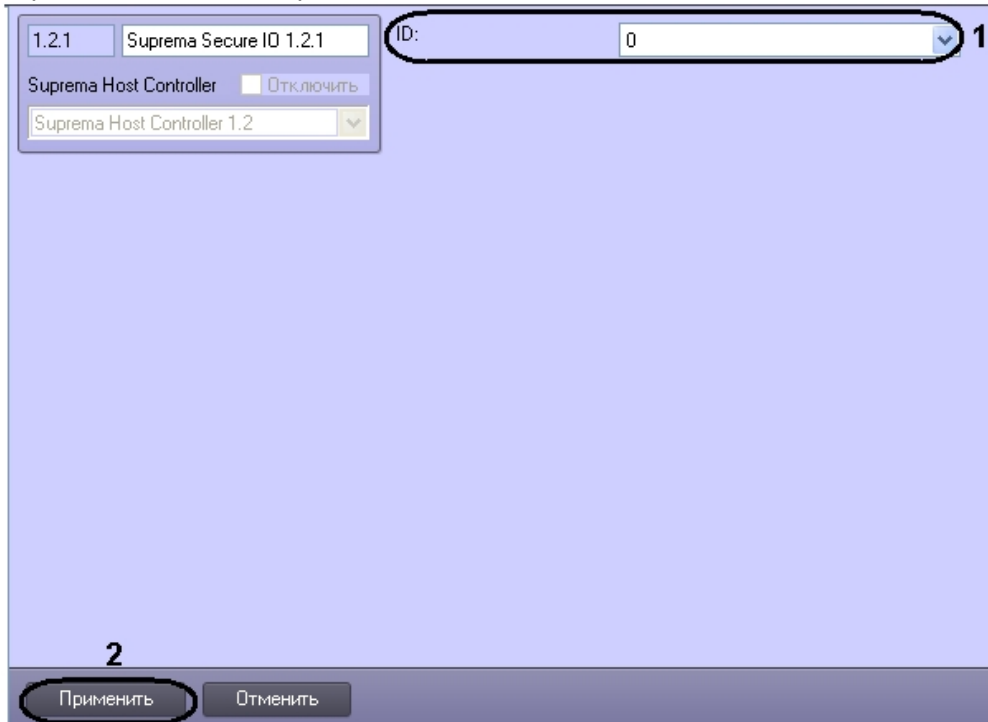 1.2.1 Suprema Secure IO 1.2.1 ID: 0 1
Suprema Host Controller Отключить
Suprema Host Controller 1.2
2
Применить Отменить